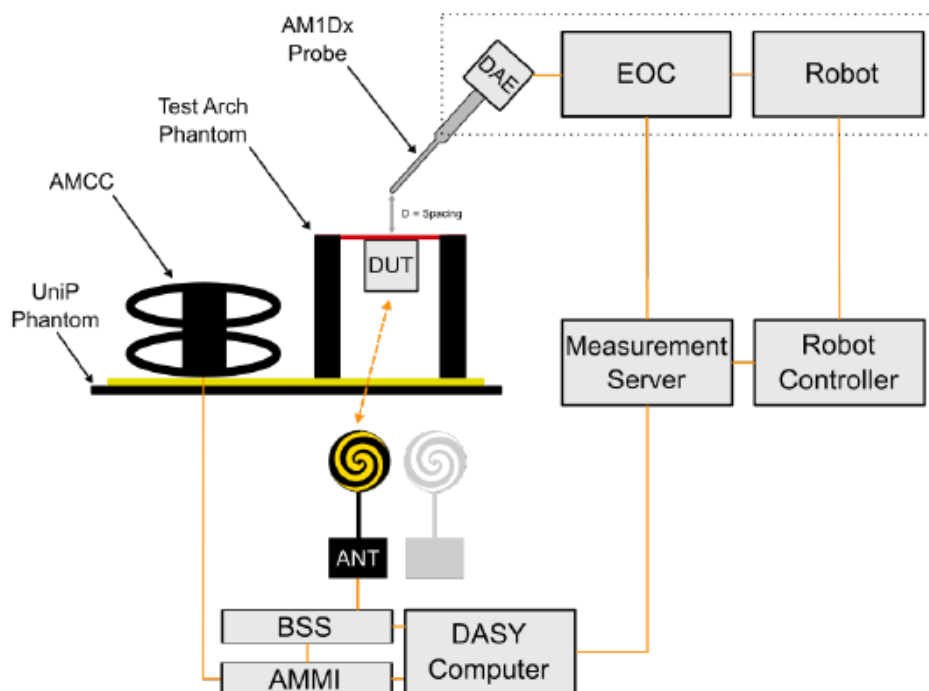 AM1Dx
Probe
DAE
EOC
Robot
Test Arch
Phantom
AMCC
D = Spacing
DUT
UniP
Phantom
Measurement
Server
Robot
Controller
ANT
BSS
DASY
Computer
AMMI